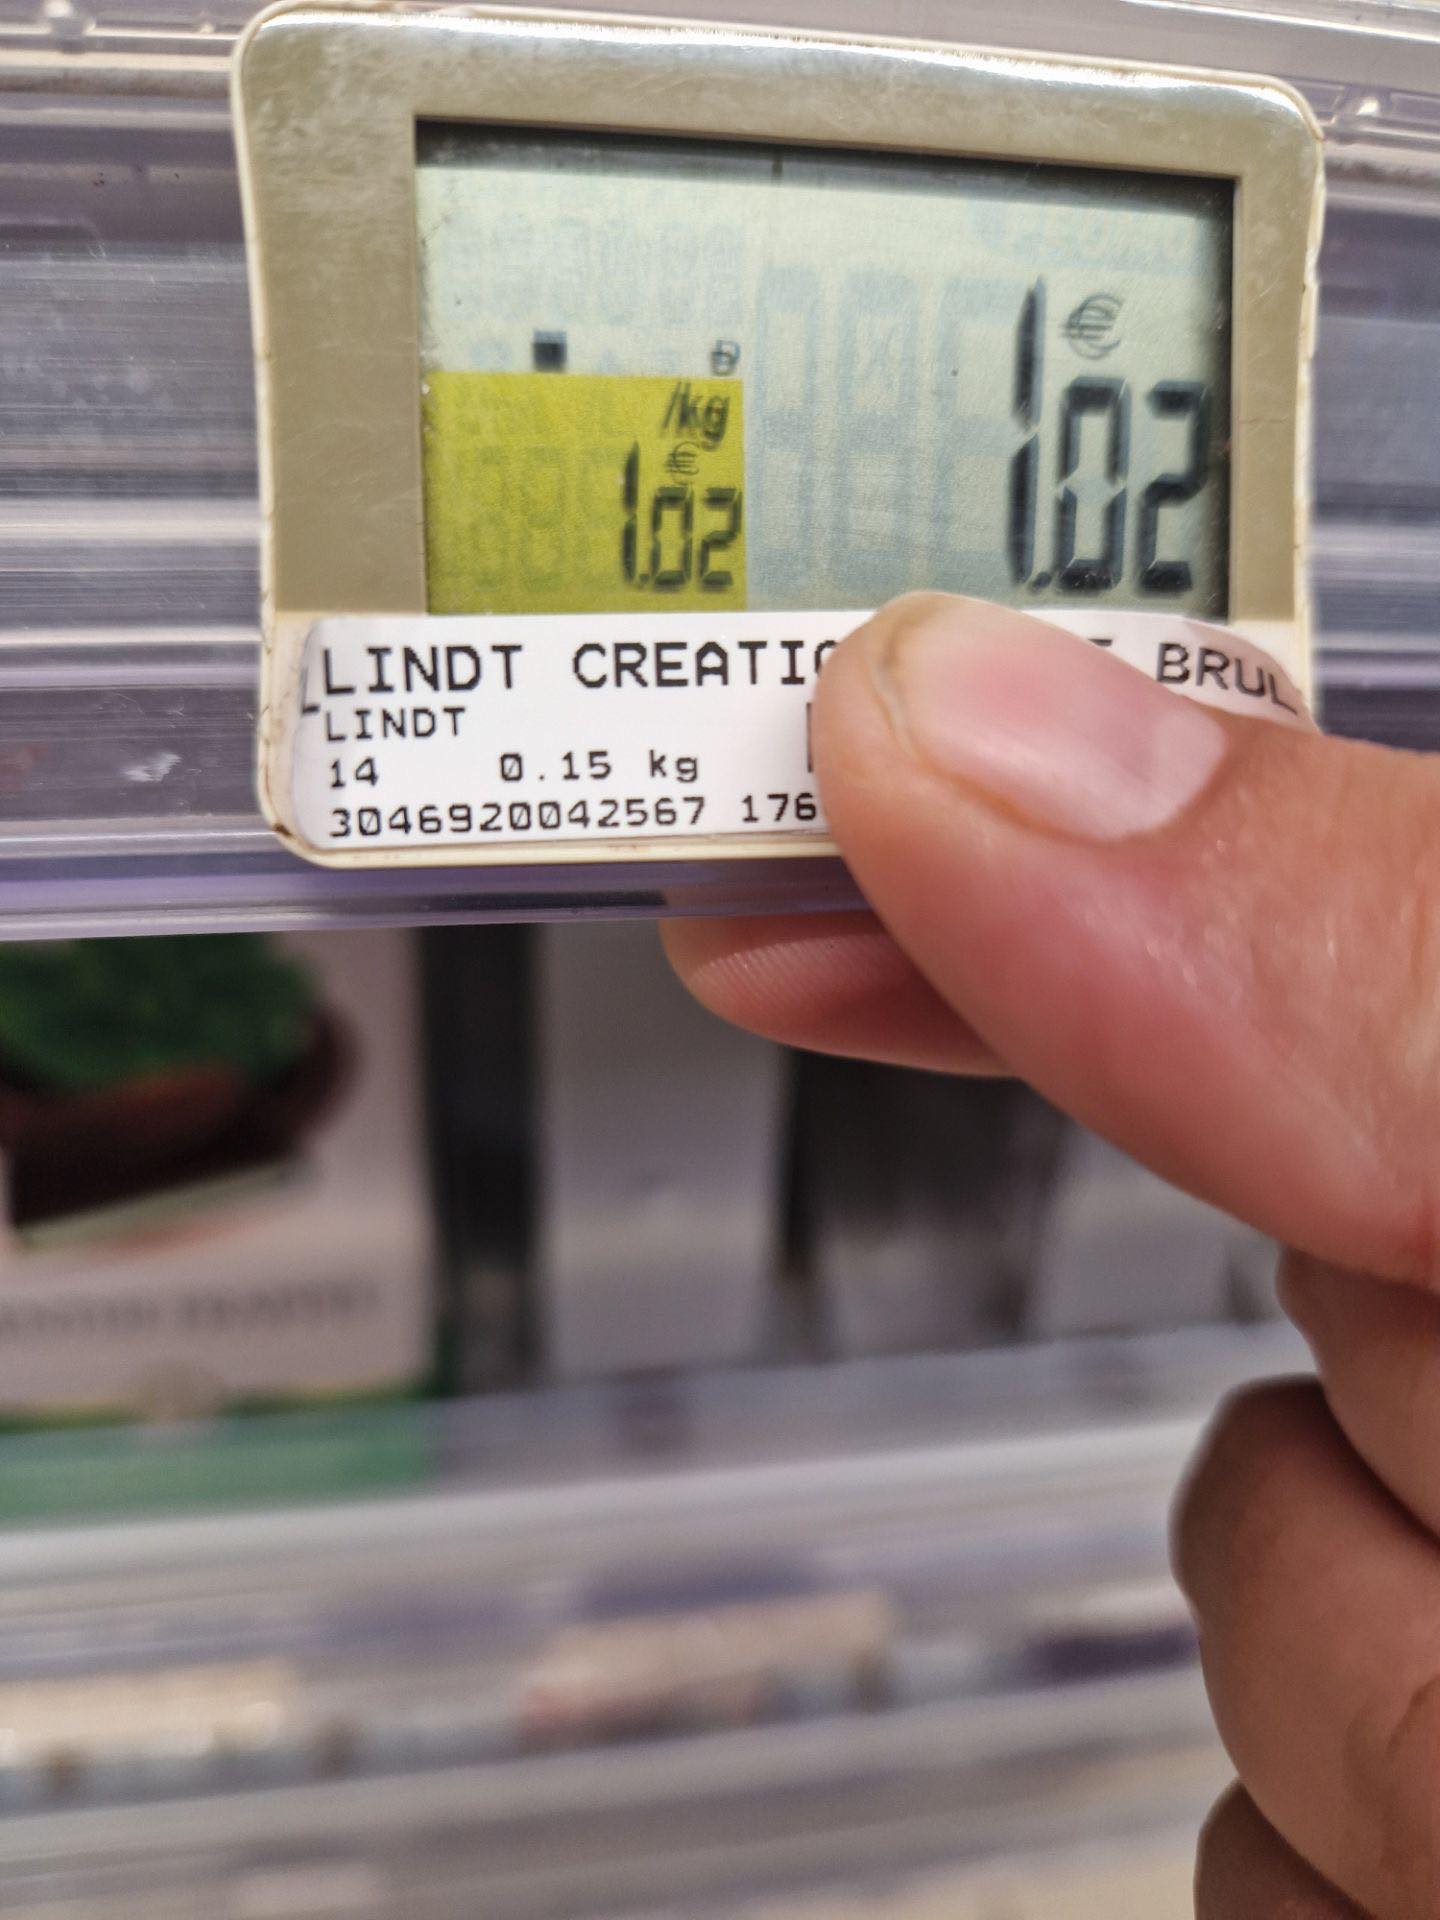 /kg
€
1.02
€
1.02
LINDT CREATIO BRUL
LINDT
14 0.15 kg
3046920042567 176